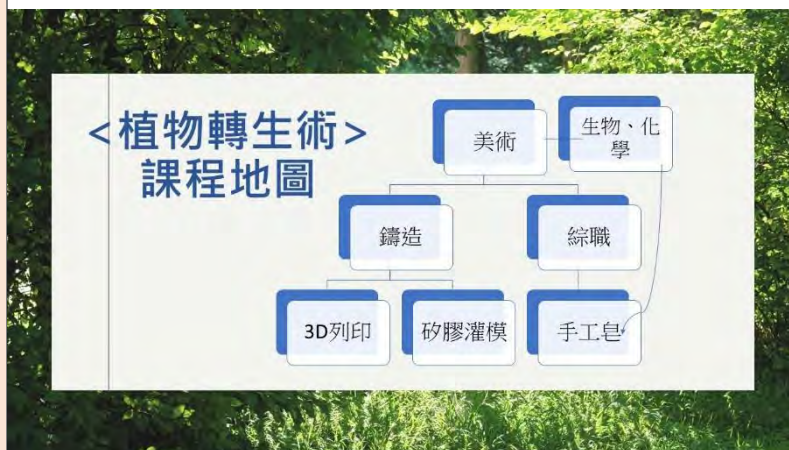 <植物轉生術>
課程地圖
美術
生物、化
學
鑄造
綜職
3D列印
矽膠灌模
手工皂